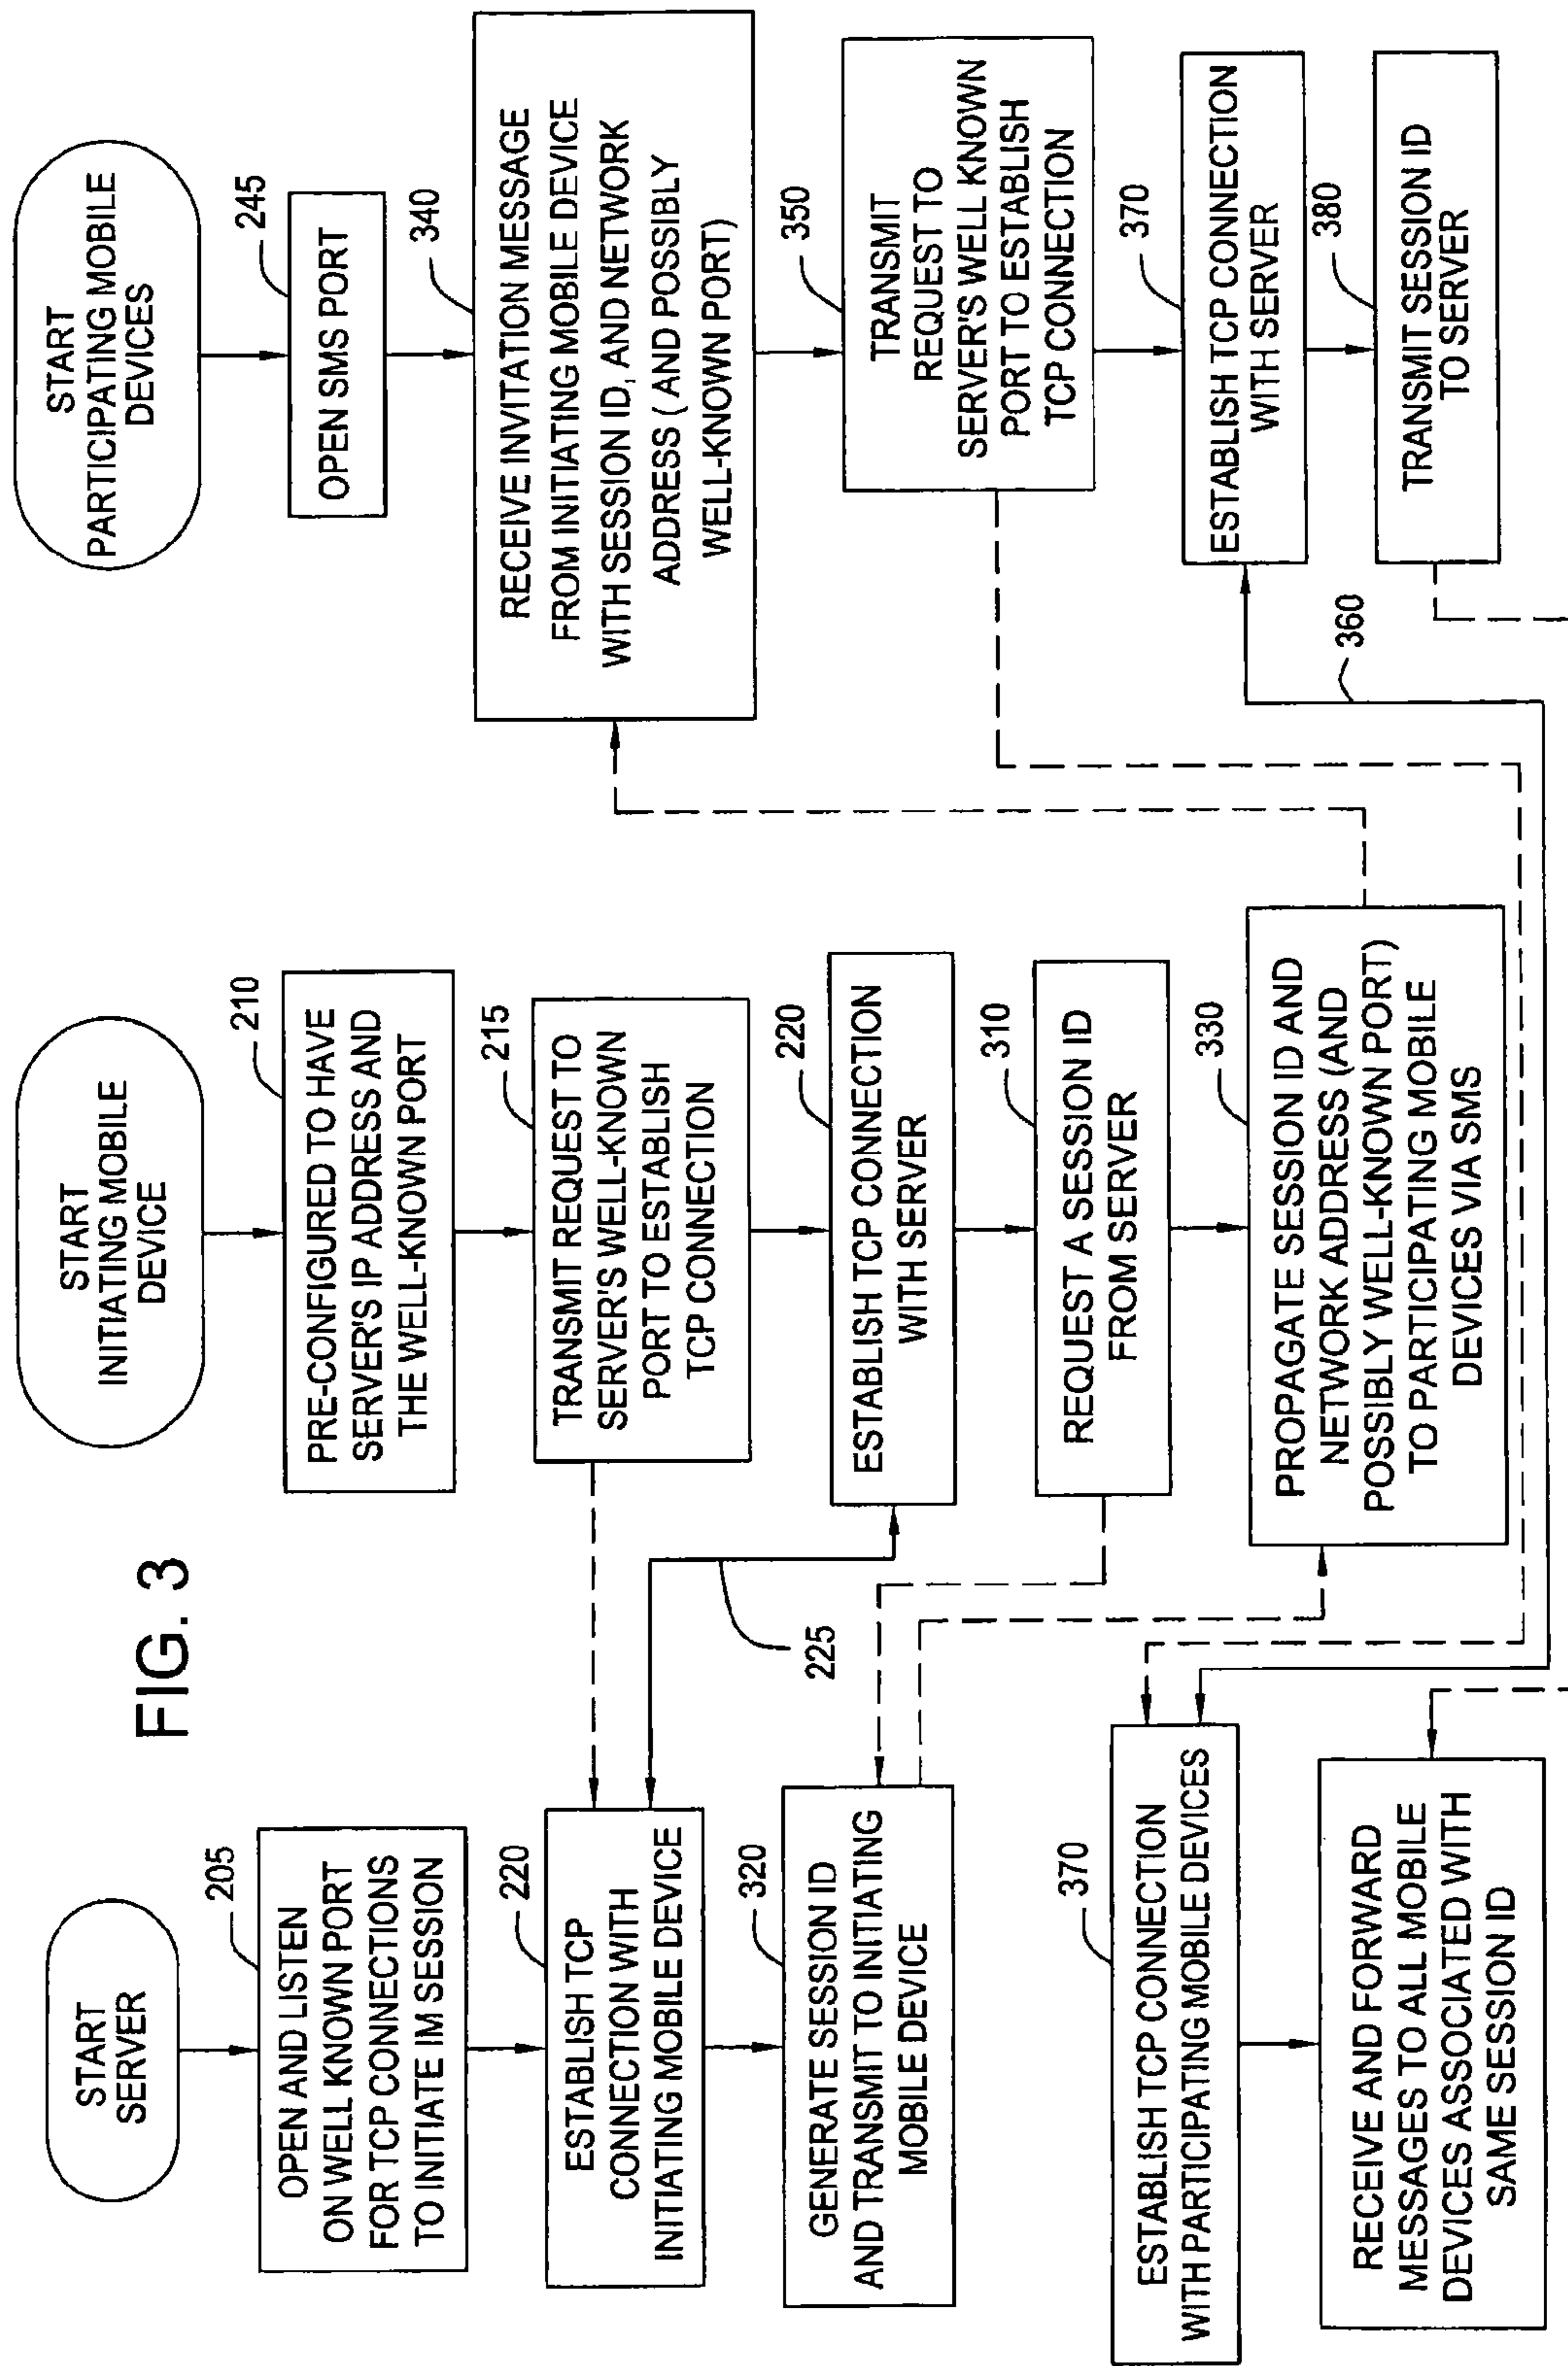 FIG. 3
START
SERVER
205
OPEN AND LISTEN
ON WELL KNOWN PORT
FOR TCP CONNECTIONS
TO INITIATE IM SESSION
220
ESTABLISH TCP
CONNECTION WITH
INITIATING MOBILE DEVICE
320
GENERATE SESSION ID
AND TRANSMIT TO INITIATING
MOBILE DEVICE
370
ESTABLISH TCP CONNECTION
WITH PARTICIPATING MOBILE DEVICES
RECEIVE AND FORWARD
MESSAGES TO ALL MOBILE
DEVICES ASSOCIATED WITH
SAME SESSION ID
225
START
INITIATING MOBILE
DEVICE
210
PRE-CONFIGURED TO HAVE
SERVER'S IP ADDRESS AND
THE WELL-KNOWN PORT
215
TRANSMIT REQUEST TO
SERVER'S WELL-KNOWN
PORT TO ESTABLISH
TCP CONNECTION
220
ESTABLISH TCP CONNECTION
WITH SERVER
310
REQUEST A SESSION ID
FROM SERVER
330
PROPAGATE SESSION ID AND
NETWORK ADDRESS (AND
POSSIBLY WELL-KNOWN PORT)
TO PARTICIPATING MOBILE
DEVICES VIA SMS
START
PARTICIPATING MOBILE
DEVICES
245
OPEN SMS PORT
340
RECEIVE INVITATION MESSAGE
FROM INITIATING MOBILE DEVICE
WITH SESSION ID, AND NETWORK
ADDRESS ( AND POSSIBLY
WELL-KNOWN PORT)
350
TRANSMIT
REQUEST TO
SERVER'S WELL KNOWN
PORT TO ESTABLISH
TCP CONNECTION
370
ESTABLISH TCP CONNECTION
WITH SERVER
360
380
TRANSMIT SESSION ID
TO SERVER